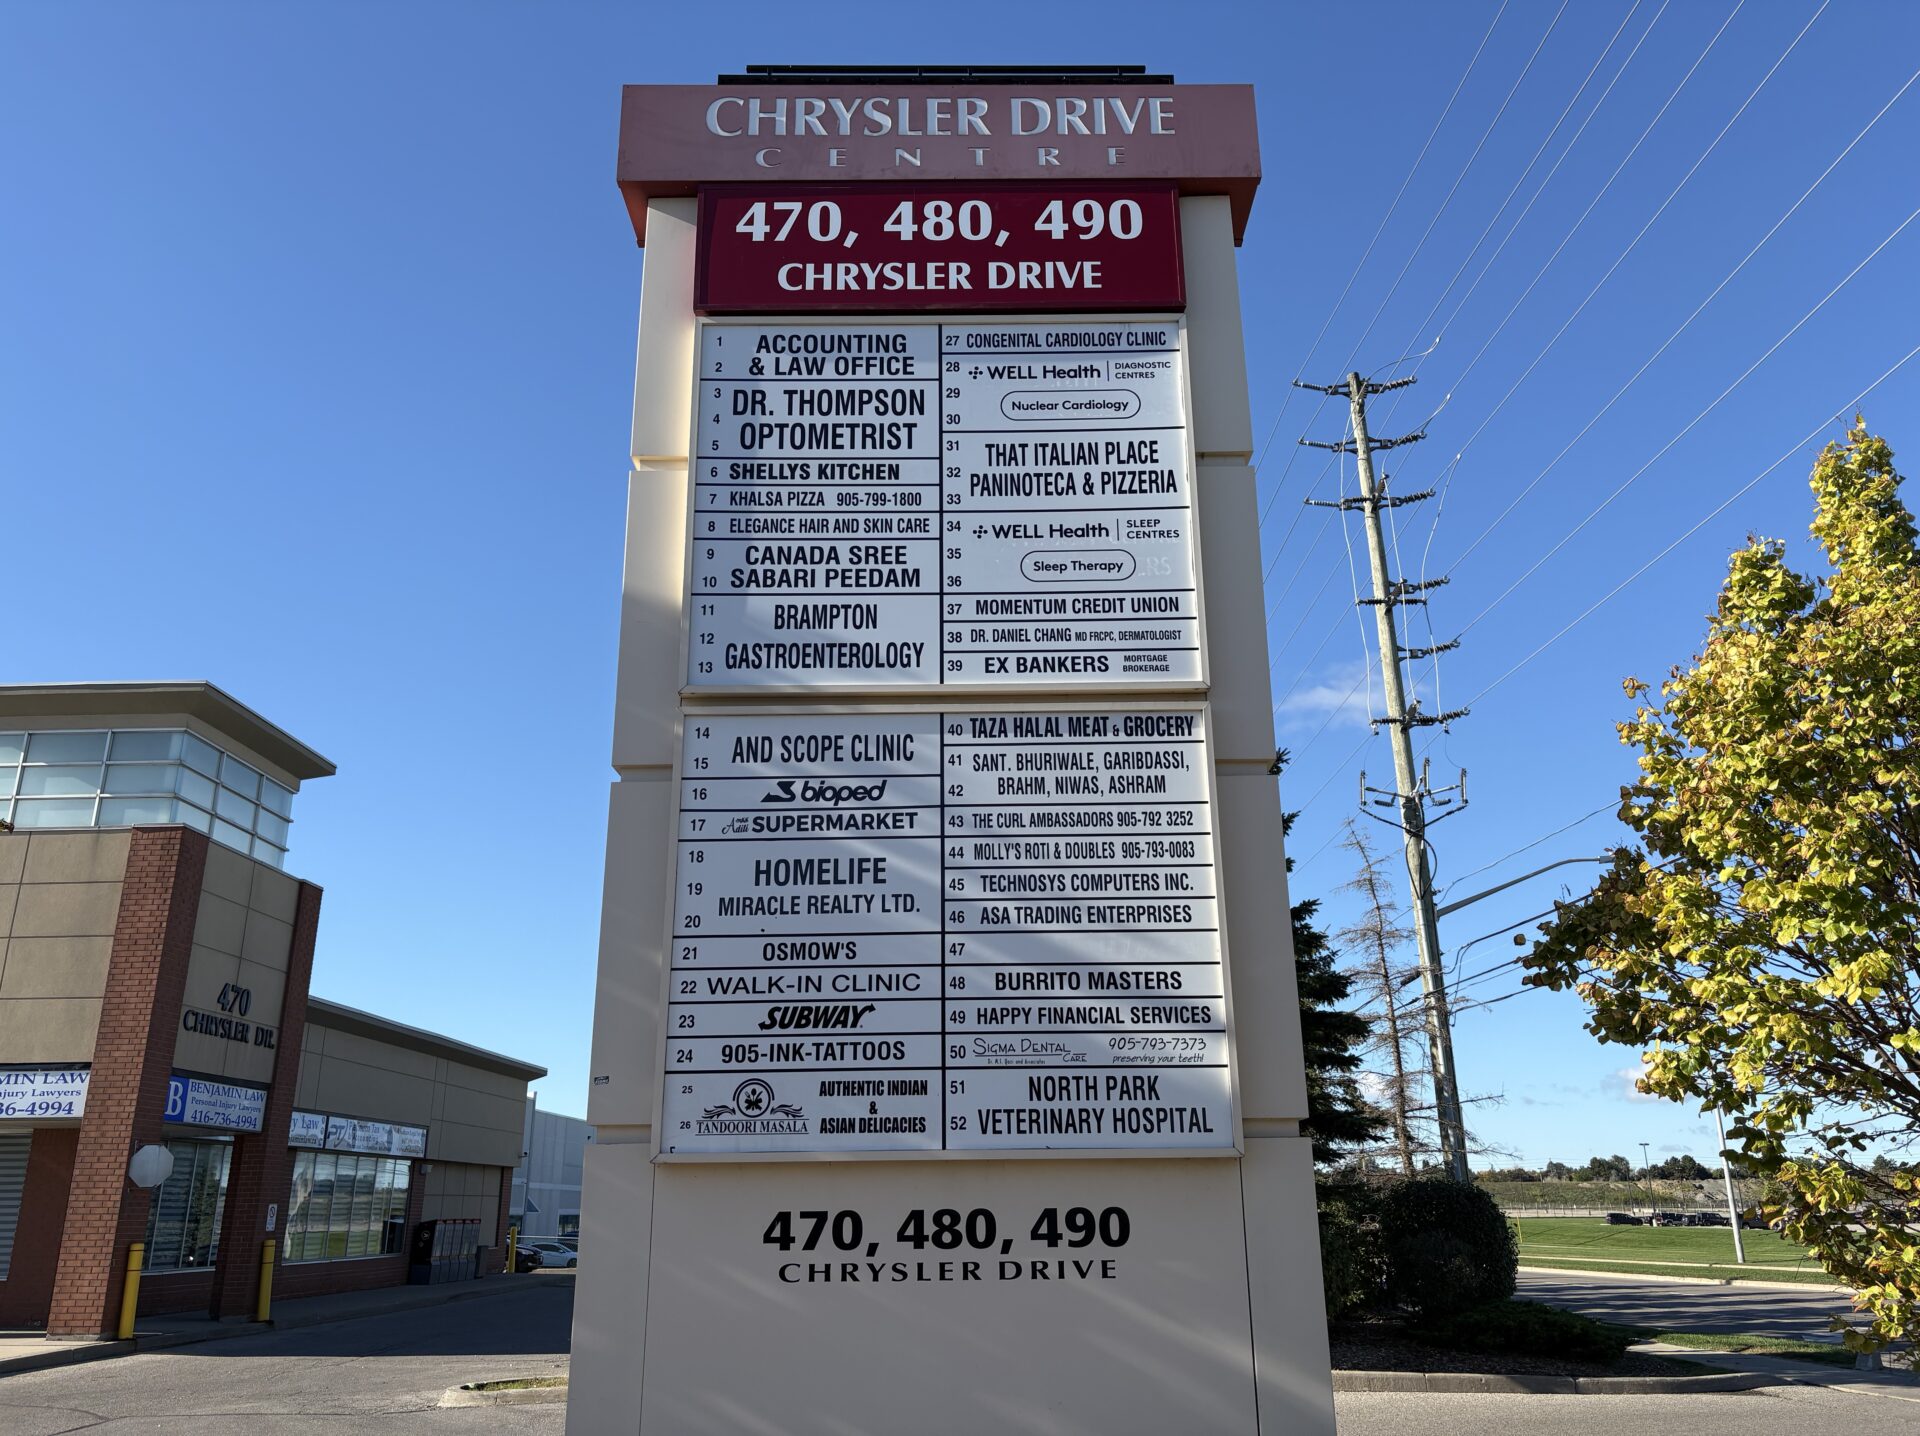 CHRYSLER DRIVE
CENTRE
470, 480, 490
CHRYSLER DRIVE
1 ACCOUNTING
2 & LAW OFFICE
3
DR. THOMPSON
4
OPTOMETRIST
5
6 SHELLYS KITCHEN
7 KHALSA PIZZA 905-799-1800
8 ELEGANCE HAIR AND SKIN CARE
9 CANADA SREE
10 SABARI PEEDAM
11 BRAMPTON
12
13 GASTROENTEROLOGY
14
AND SCOPE CLINIC
15
16 bioped
17 miss Aditi SUPERMARKET
18
HOMELIFE
19
MIRACLE REALTY LTD.
20
21 OSMOW'S
22 WALK-IN CLINIC
23 SUBWAY
24 905-INK-TATTOOS
25 AUTHENTIC INDIAN
&
26 TANDOORI MASALA ASIAN DELICACIES
27 CONGENITAL CARDIOLOGY CLINIC
28 WELL Health DIAGNOSTIC CENTRES
29
Nuclear Cardiology
30
31
THAT ITALIAN PLACE
32
PANINOTECA & PIZZERIA
33
34 WELL Health SLEEP CENTRES
35
Sleep Therapy
36
37 MOMENTUM CREDIT UNION
38 DR. DANIEL CHANG MD FRCPC, DERMATOLOGIST
39 EX BANKERS MORTGAGE BROKERAGE
40 TAZA HALAL MEAT & GROCERY
41 SANT. BHURIWALE, GARIBDASSI,
42 BRAHM, NIWAS, ASHRAM
43 THE CURL AMBASSADORS 905-792 3252
44 MOLLY'S ROTI & DOUBLES 905-793-0083
45 TECHNOSYS COMPUTERS INC.
46 ASA TRADING ENTERPRISES
47
48 BURRITO MASTERS
49 HAPPY FINANCIAL SERVICES
50 SIGMA DENTAL CARE 905-793-7373
preserving your teeth!
51 NORTH PARK
52 VETERINARY HOSPITAL
470, 480, 490
CHRYSLER DRIVE
470
CHRYSLER DR.
MIN LAW
jury Lawyers
36-4994
B BENJAMIN LAW
Personal Injury Lawyers
416-736-4994